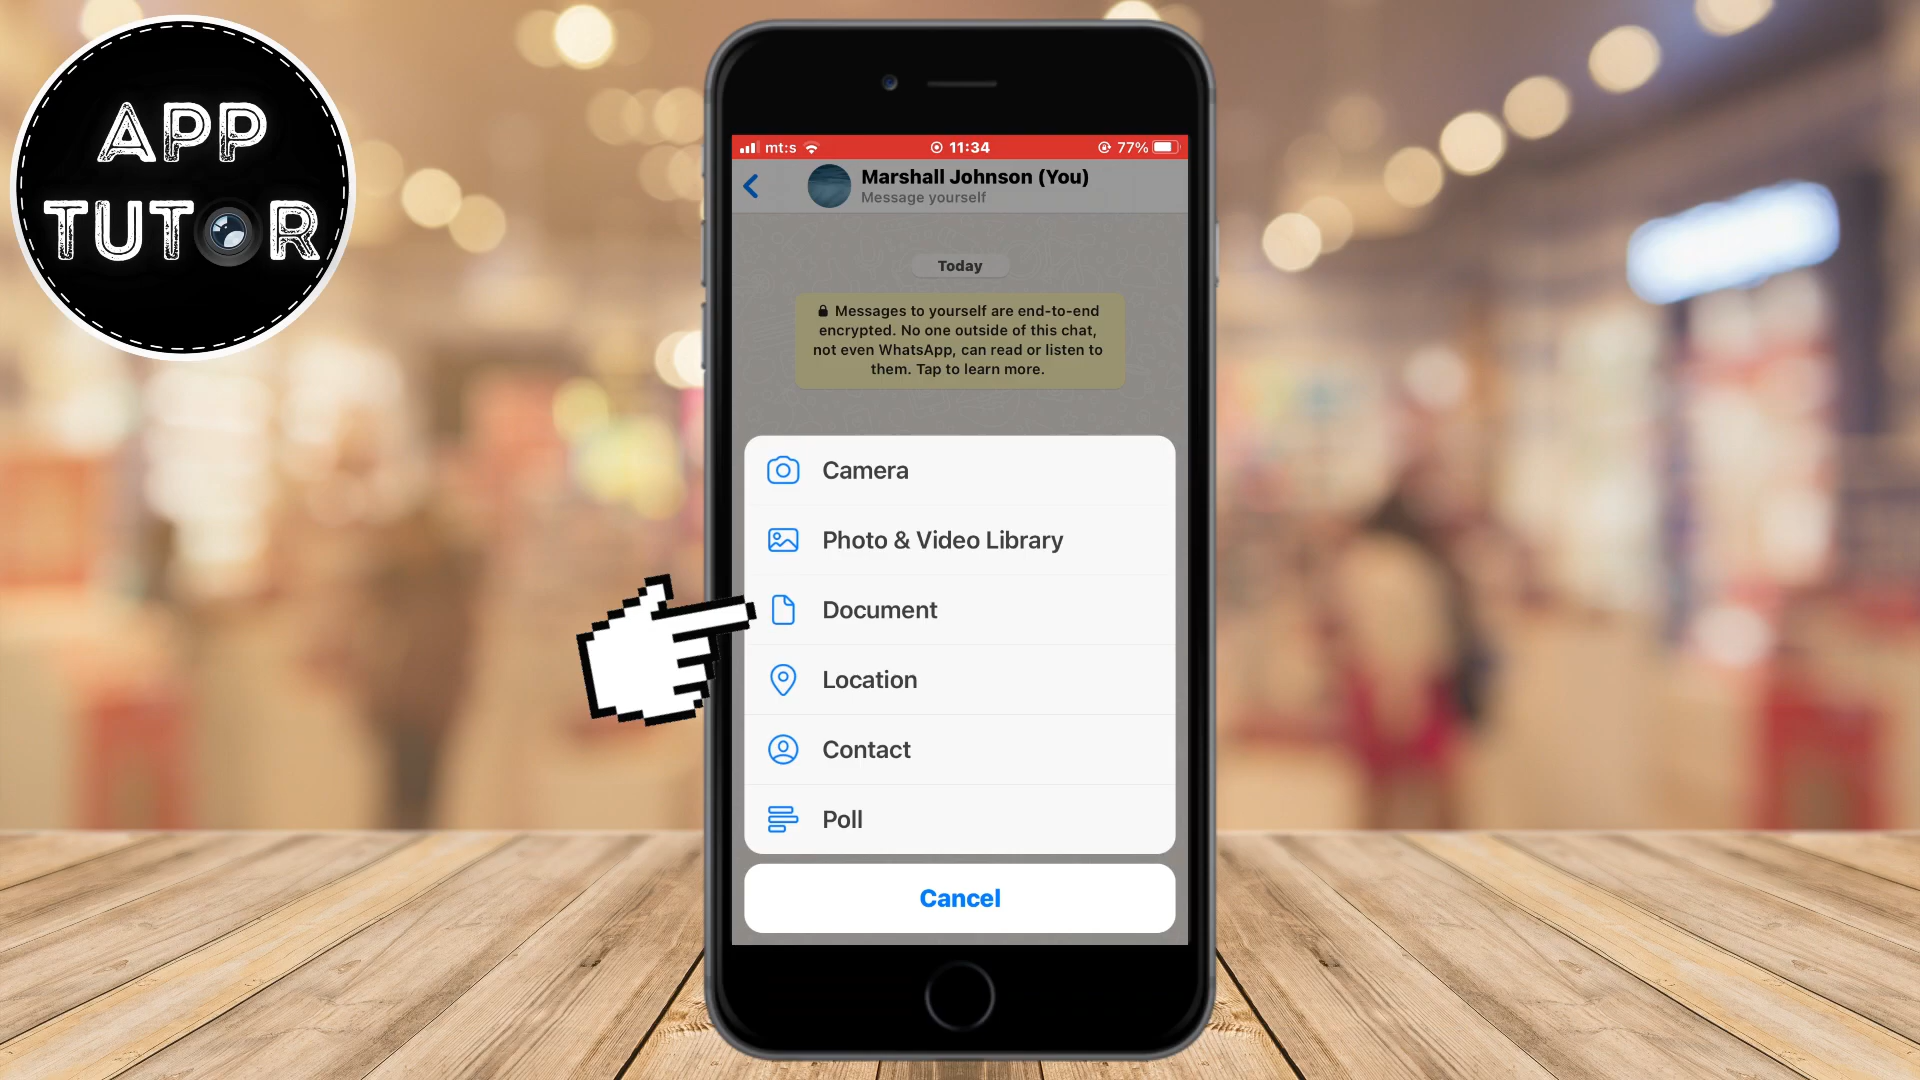 APP
TUTOR
mt:s 11:34 77%
Marshall Johnson (You)
Message yourself
Today
Messages to yourself are end-to-end
encrypted. No one outside of this chat,
not even WhatsApp, can read or listen to
them. Tap to learn more.
Camera
Photo & Video Library
Document
Location
Contact
Poll
Cancel